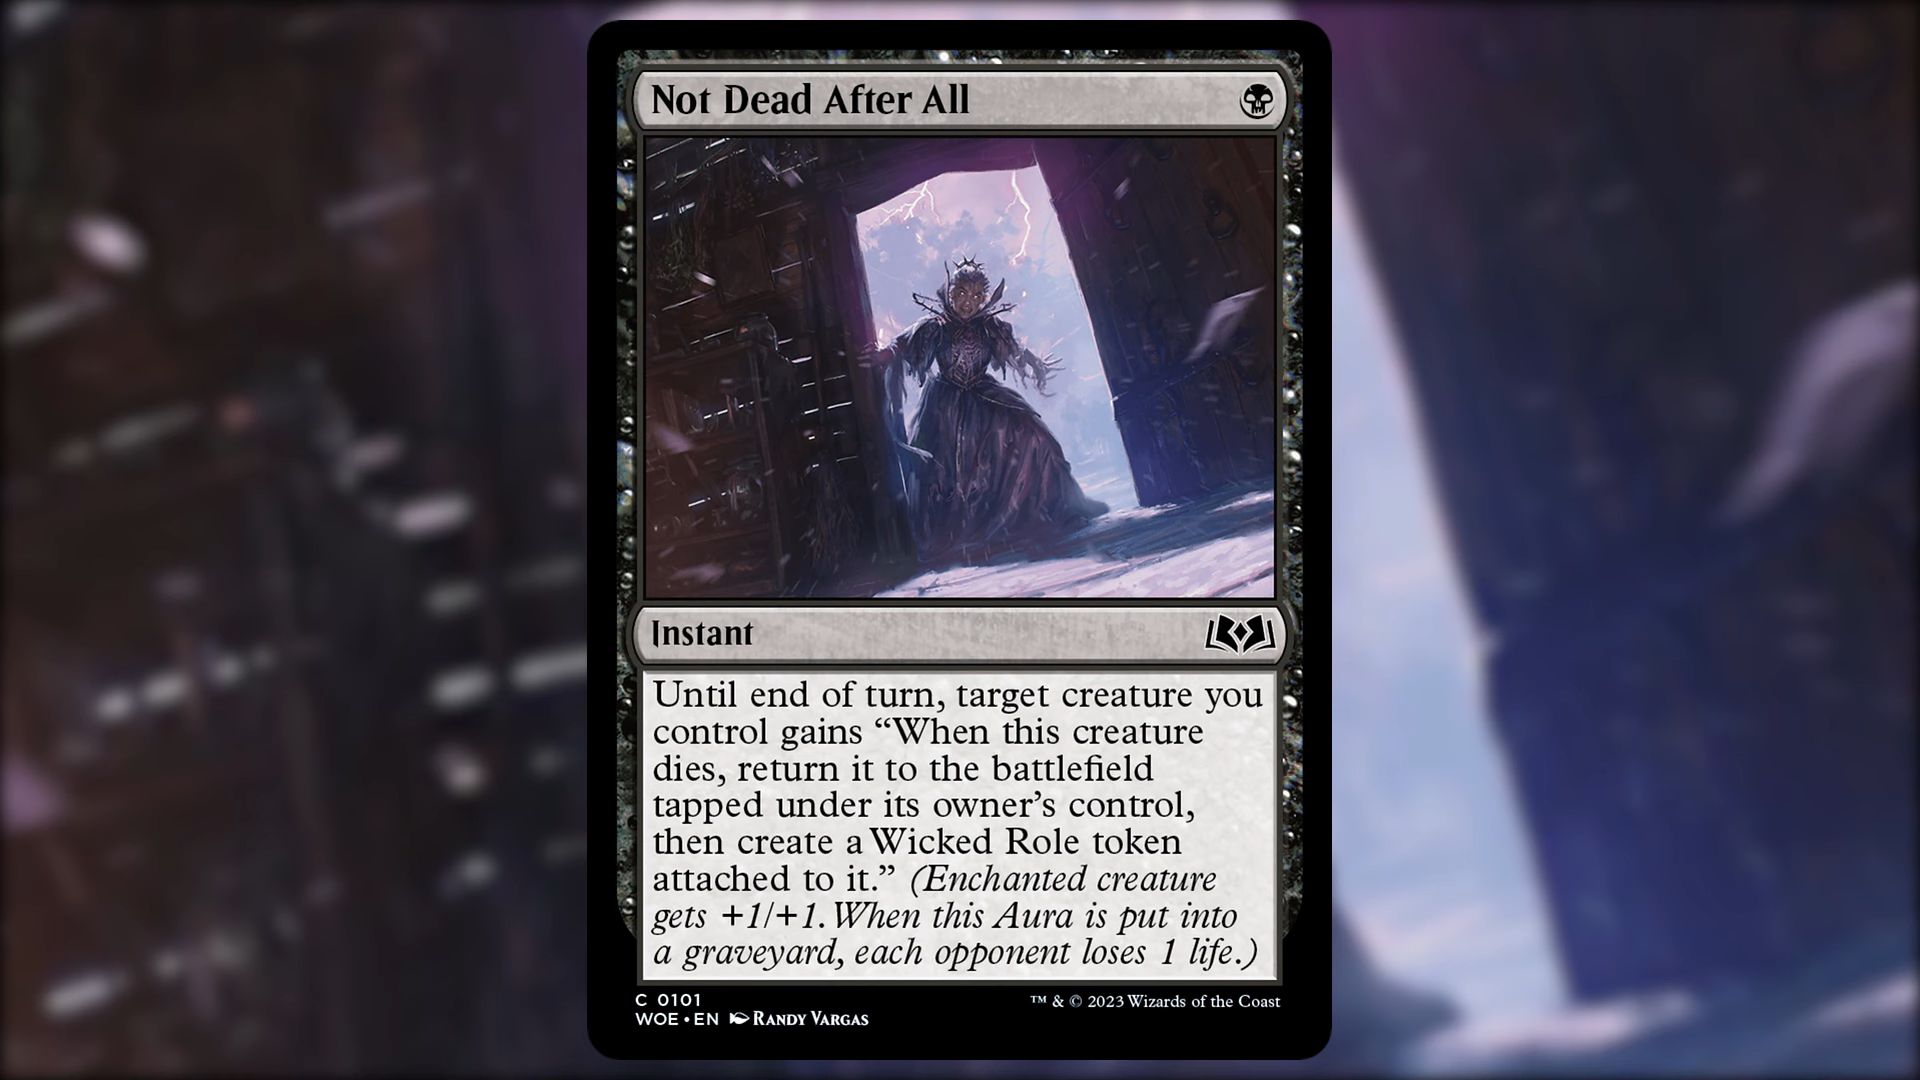 Not Dead After All
Instant
Until end of turn, target creature you
control gains “When this creature
dies, return it to the battlefield
tapped under its owner’s control,
then create a Wicked Role token
attached to it.” (Enchanted creature
gets +1/+1. When this Aura is put into
a graveyard, each opponent loses 1 life.)
C 0101
™ & © 2023 Wizards of the Coast
WOE • EN Randy Vargas